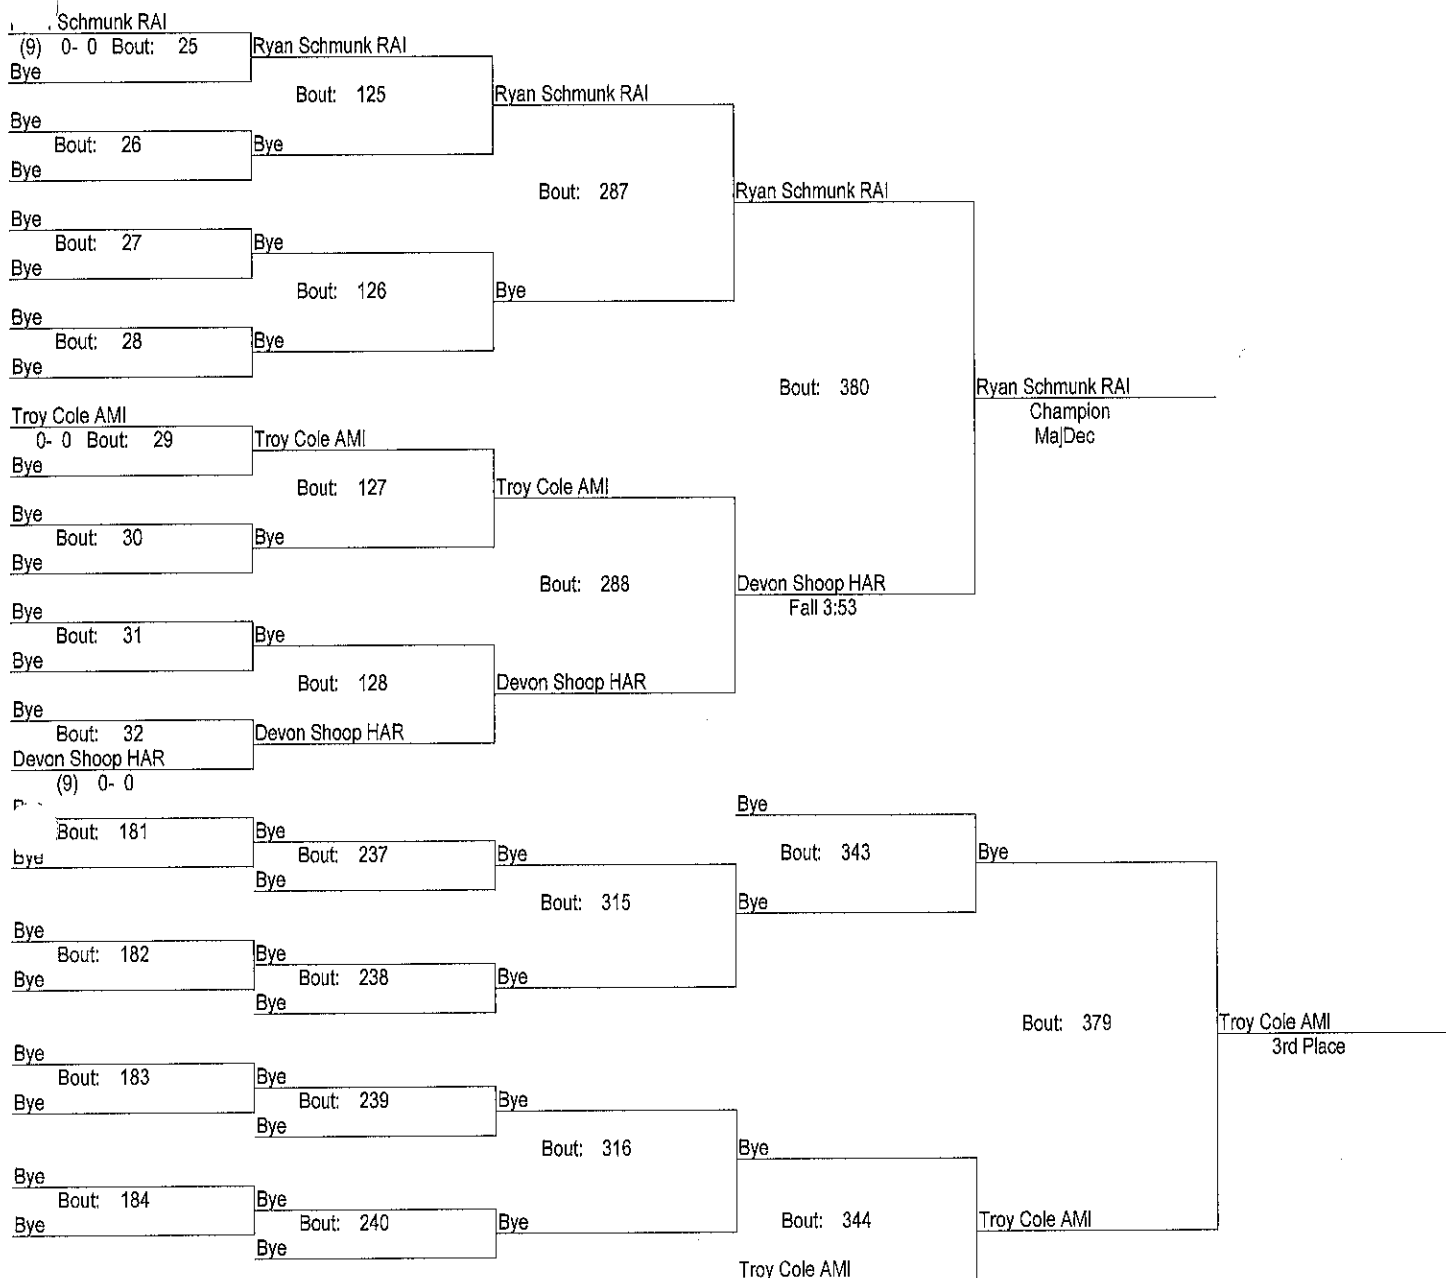 Schmunk RAI
(9) 0- 0 Bout: 25
Bye
Ryan Schmunk RAI
Bout: 125
Bye
Bout: 26
Bye
Bye
Ryan Schmunk RAI
Bout: 287
Bye
Bout: 27
Bye
Bye
Bout: 126
Bye
Bye
Bout: 28
Bye
Bye
Ryan Schmunk RAI
Bout: 380
Troy Cole AMI
0- 0 Bout: 29
Bye
Troy Cole AMI
Bout: 127
Bye
Bout: 30
Bye
Bye
Troy Cole AMI
Bout: 288
Bye
Bout: 31
Bye
Bye
Bout: 128
Bye
Bout: 32
Devon Shoop HAR
(9) 0- 0
Devon Shoop HAR
Devon Shoop HAR
Devon Shoop HAR
Fall 3:53
Ryan Schmunk RAI
Champion
MajDec
Bout: 181
Bye
Bye
Bout: 237
Bye
Bye
Bout: 315
Bye
Bout: 182
Bye
Bye
Bout: 238
Bye
Bye
Bye
Bout: 343
Bye
Bye
Bout: 379
Bye
Bout: 183
Bye
Bye
Bout: 239
Bye
Bye
Bout: 316
Bye
Bout: 184
Bye
Bye
Bout: 240
Bye
Bye
Bye
Bout: 344
Troy Cole AMI
Troy Cole AMI
Troy Cole AMI
3rd Place